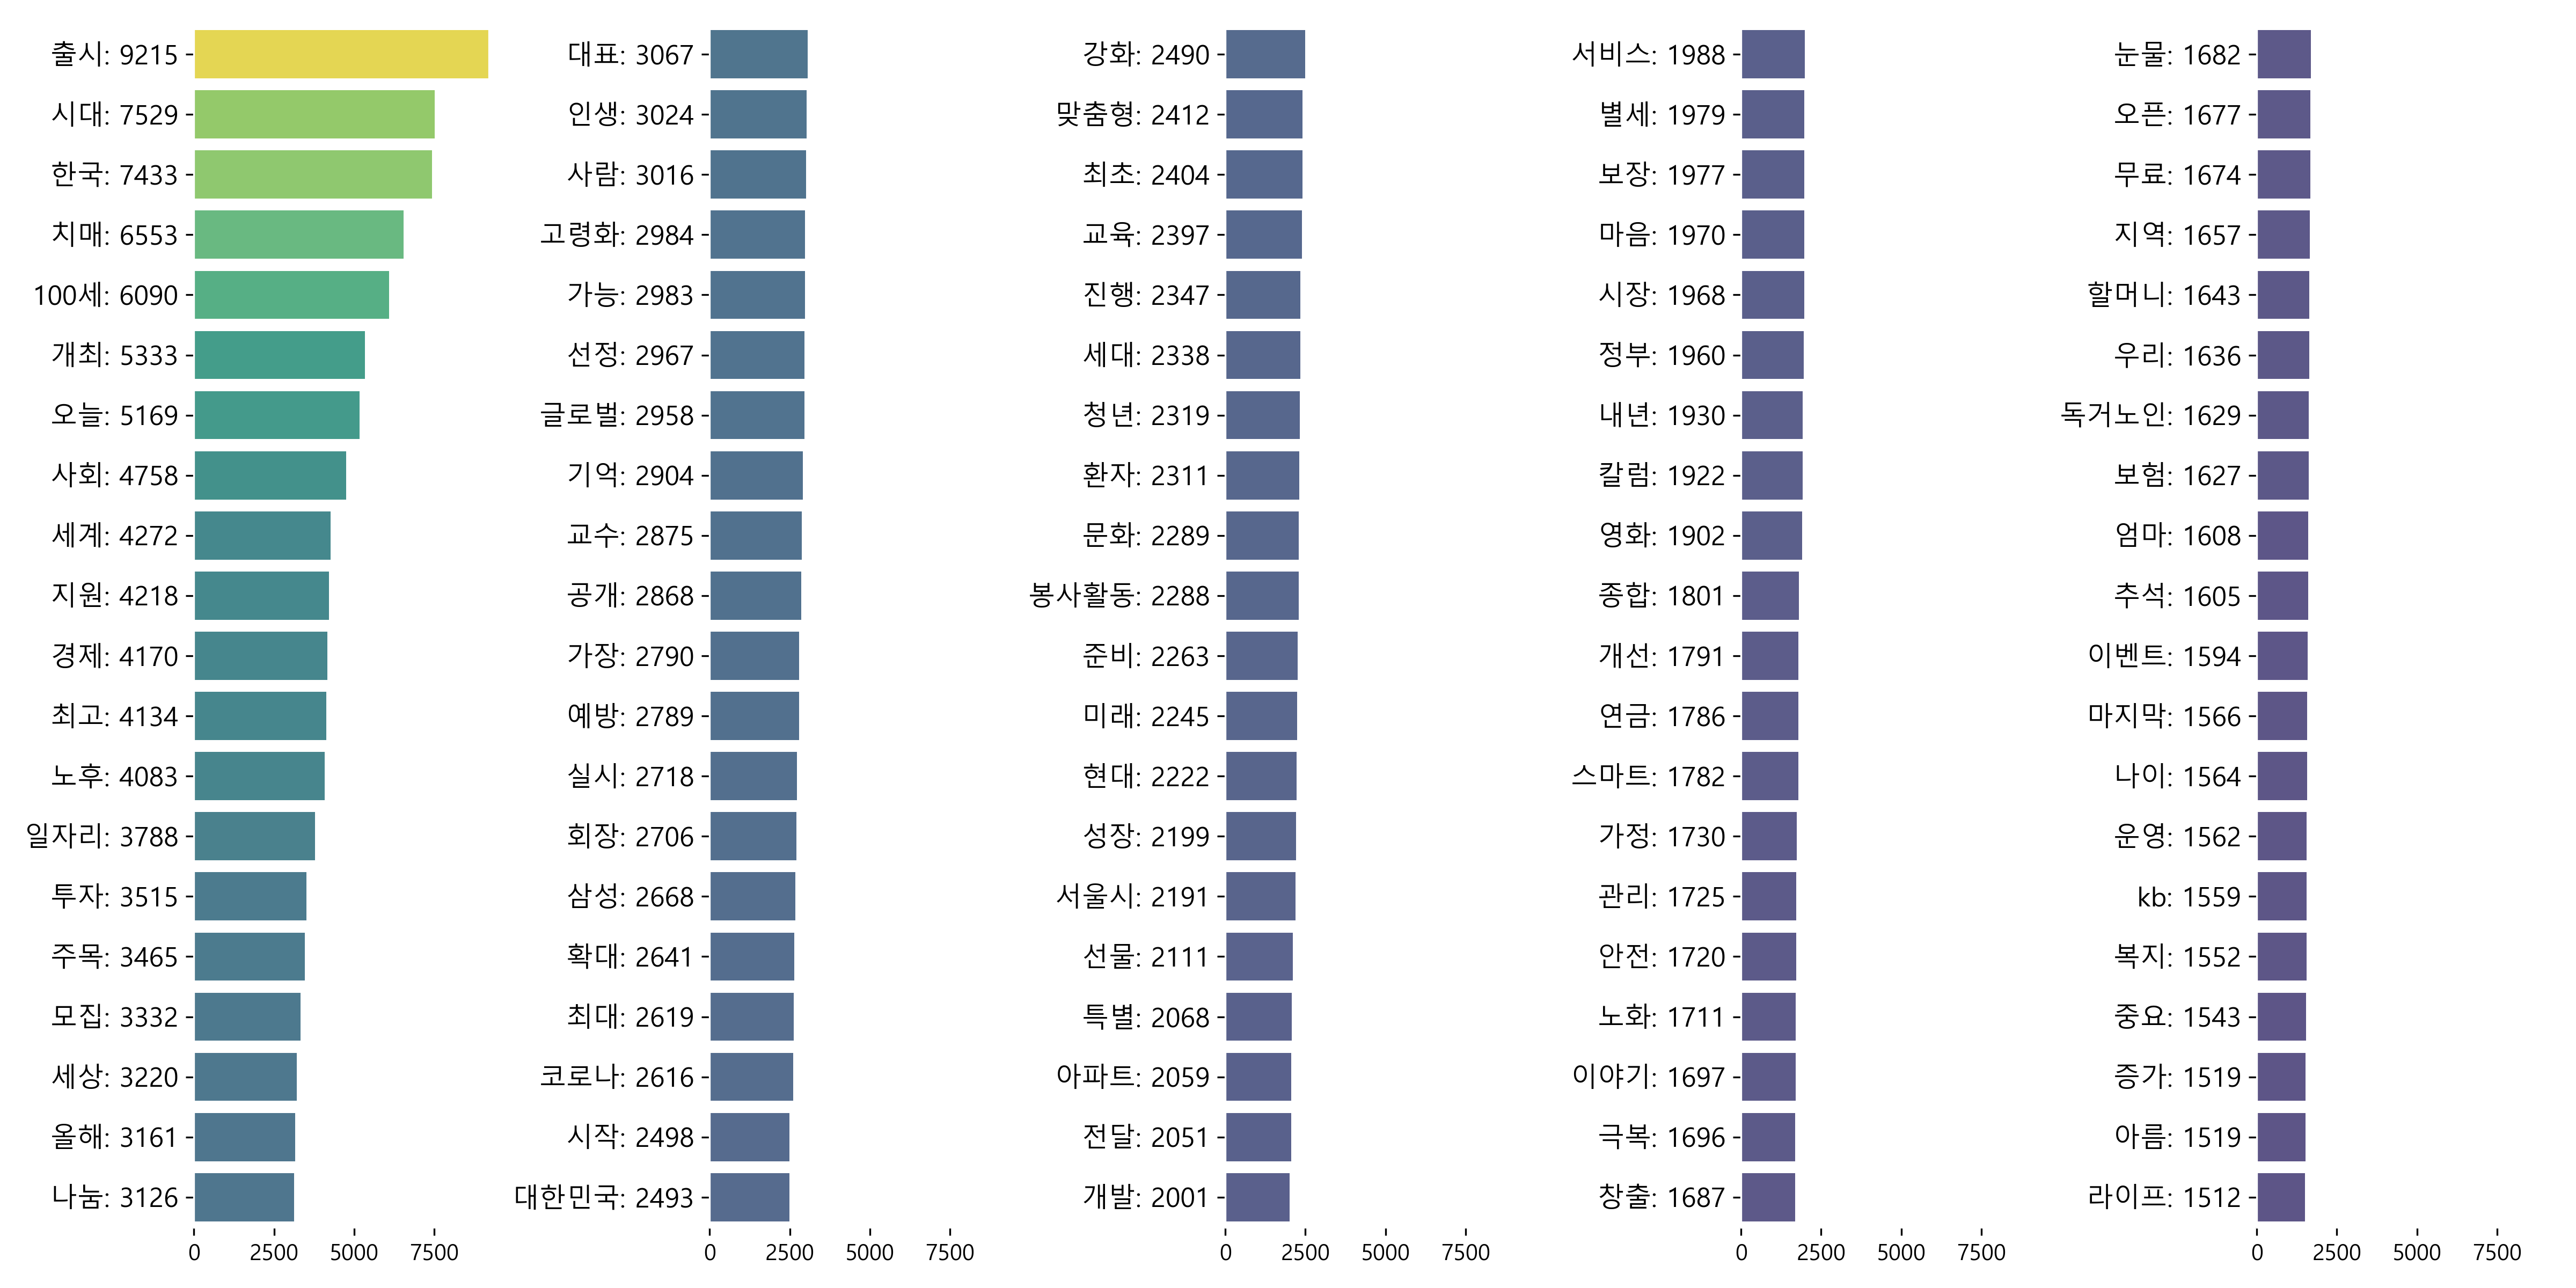 출시: 9215
시대: 7529
한국: 7433
치매: 6553
100세: 6090
개최: 5333
오늘: 5169
사회: 4758
세계: 4272
지원: 4218
경제: 4170
최고: 4134
노후: 4083
일자리: 3788
투자: 3515
주목: 3465
모집: 3332
세상: 3220
올해: 3161
나눔: 3126
0 2500 5000 7500
대표: 3067
인생: 3024
사람: 3016
고령화: 2984
가능: 2983
선정: 2967
글로벌: 2958
기억: 2904
교수: 2875
공개: 2868
가장: 2790
예방: 2789
실시: 2718
회장: 2706
삼성: 2668
확대: 2641
최대: 2619
코로나: 2616
시작: 2498
대한민국: 2493
0 2500 5000 7500
강화: 2490
맞춤형: 2412
최초: 2404
교육: 2397
진행: 2347
세대: 2338
청년: 2319
환자: 2311
문화: 2289
봉사활동: 2288
준비: 2263
미래: 2245
현대: 2222
성장: 2199
서울시: 2191
선물: 2111
특별: 2068
아파트: 2059
전달: 2051
개발: 2001
0 2500 5000 7500
서비스: 1988
별세: 1979
보장: 1977
마음: 1970
시장: 1968
정부: 1960
내년: 1930
칼럼: 1922
영화: 1902
종합: 1801
개선: 1791
연금: 1786
스마트: 1782
가정: 1730
관리: 1725
안전: 1720
노화: 1711
이야기: 1697
극복: 1696
창출: 1687
0 2500 5000 7500
눈물: 1682
오픈: 1677
무료: 1674
지역: 1657
할머니: 1643
우리: 1636
독거노인: 1629
보험: 1627
엄마: 1608
추석: 1605
이벤트: 1594
마지막: 1566
나이: 1564
운영: 1562
kb: 1559
복지: 1552
중요: 1543
증가: 1519
아름: 1519
라이프: 1512
0 2500 5000 7500